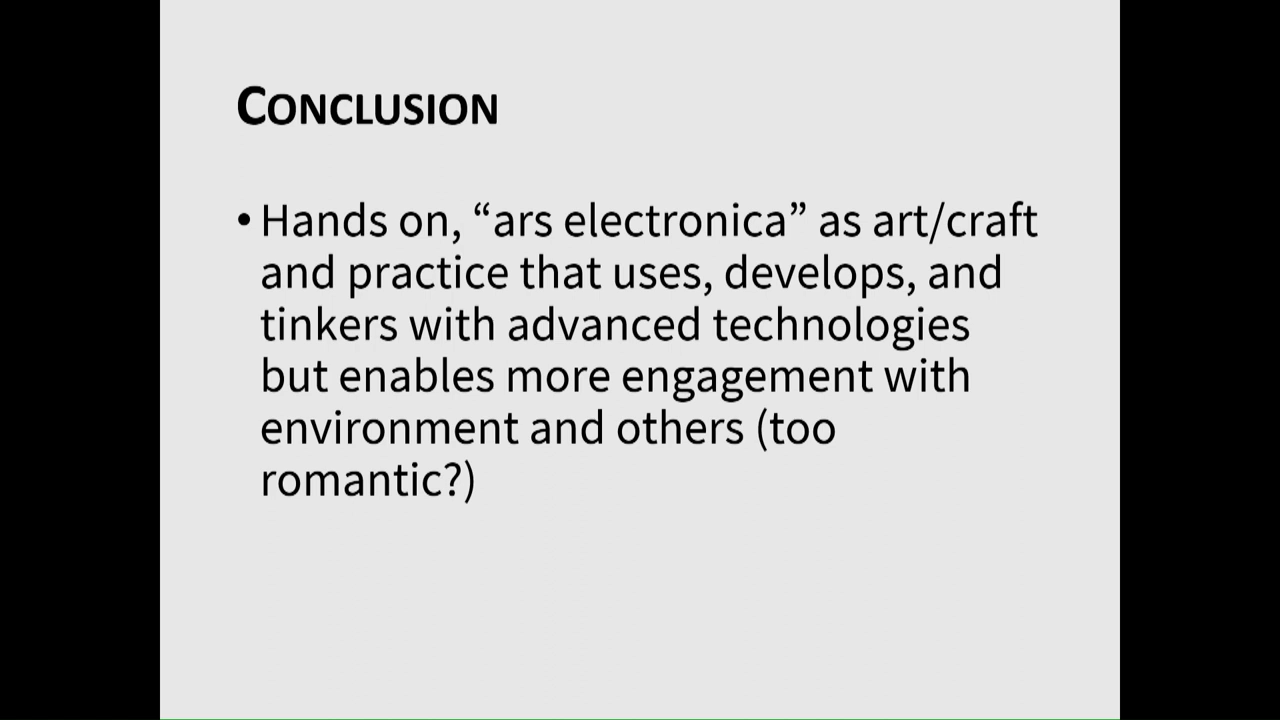 CONCLUSION
• Hands on, “ars electronica” as art/craft
and practice that uses, develops, and
tinkers with advanced technologies
but enables more engagement with
environment and others (too
romantic?)